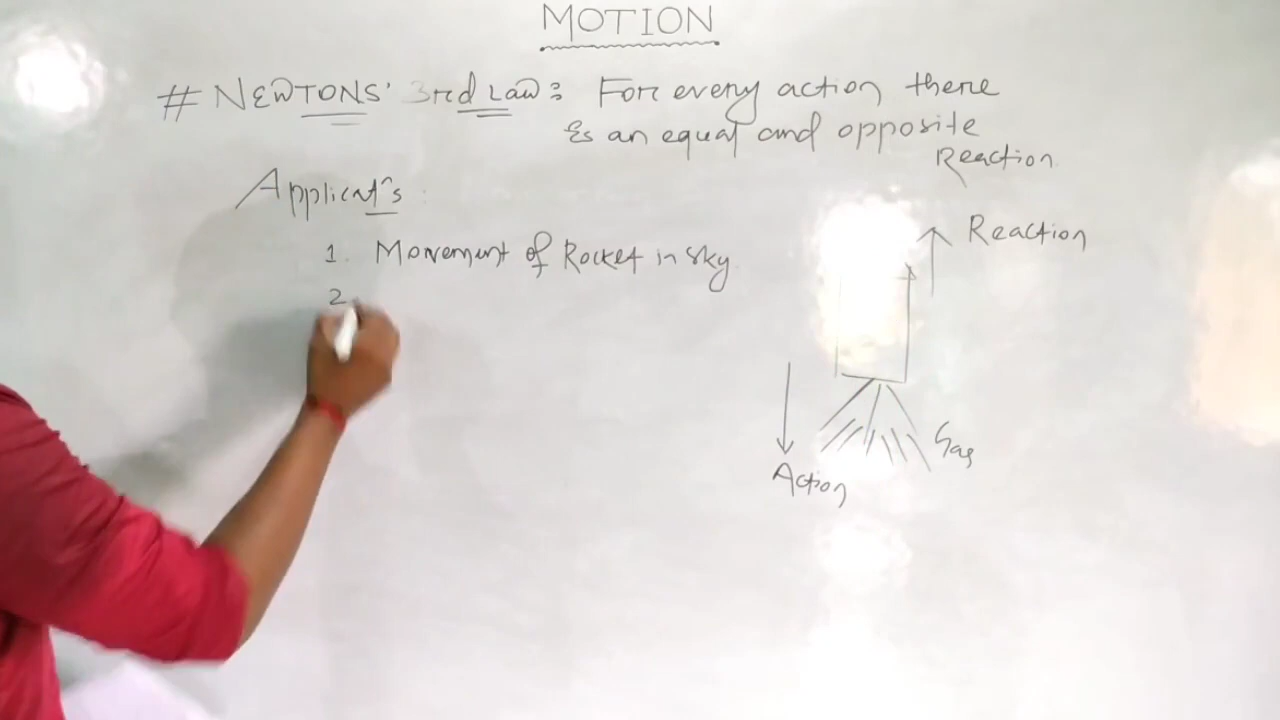 MOTION
# NEWTONS' 3rd Law: For every action there
is an equal and opposite
Reaction
Applicatns:
1. Movement of Rocket in sky
2.
Reaction
Gas
Action